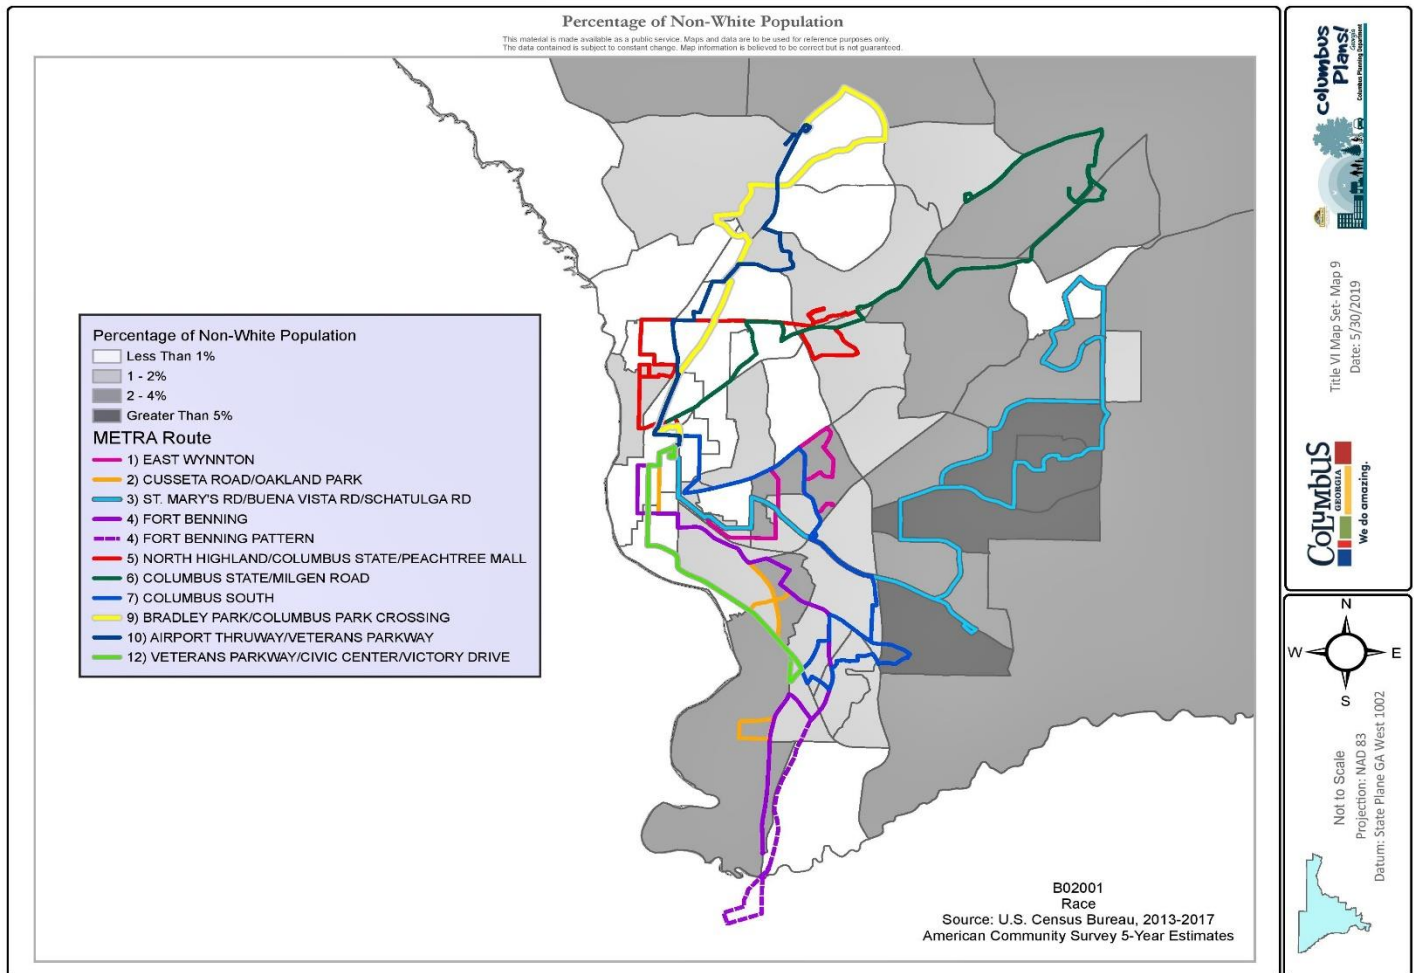 Percentage of Non-White Population
This material is made available as a public service. Maps and data are to be used for reference purposes only.
The data contained is subject to constant change. Map information is believed to be correct but is not guaranteed.
Percentage of Non-White Population
Less Than 1%
1 - 2%
2 - 4%
Greater Than 5%
METRA Route
1) EAST WYNNTON
2) CUSSETA ROAD/OAKLAND PARK
3) ST. MARY'S RD/BUENA VISTA RD/SCHATULGA RD
4) FORT BENNING
4) FORT BENNING PATTERN
5) NORTH HIGHLAND/COLUMBUS STATE/PEACHTREE MALL
6) COLUMBUS STATE/MILGEN ROAD
7) COLUMBUS SOUTH
9) BRADLEY PARK/COLUMBUS PARK CROSSING
10) AIRPORT THRUWAY/VETERANS PARKWAY
12) VETERANS PARKWAY/CIVIC CENTER/VICTORY DRIVE
B02001
Race
Source: U.S. Census Bureau, 2013-2017
American Community Survey 5-Year Estimates
Columbus
Plans!
Georgia
Columbus Planning Department
Title VI Map Set- Map 9
Date: 5/30/2019
COLUMBUS
GEORGIA
We do amazing.
N
W
E
S
Not to Scale
Projection: NAD 83
Datum: State Plane GA West 1002